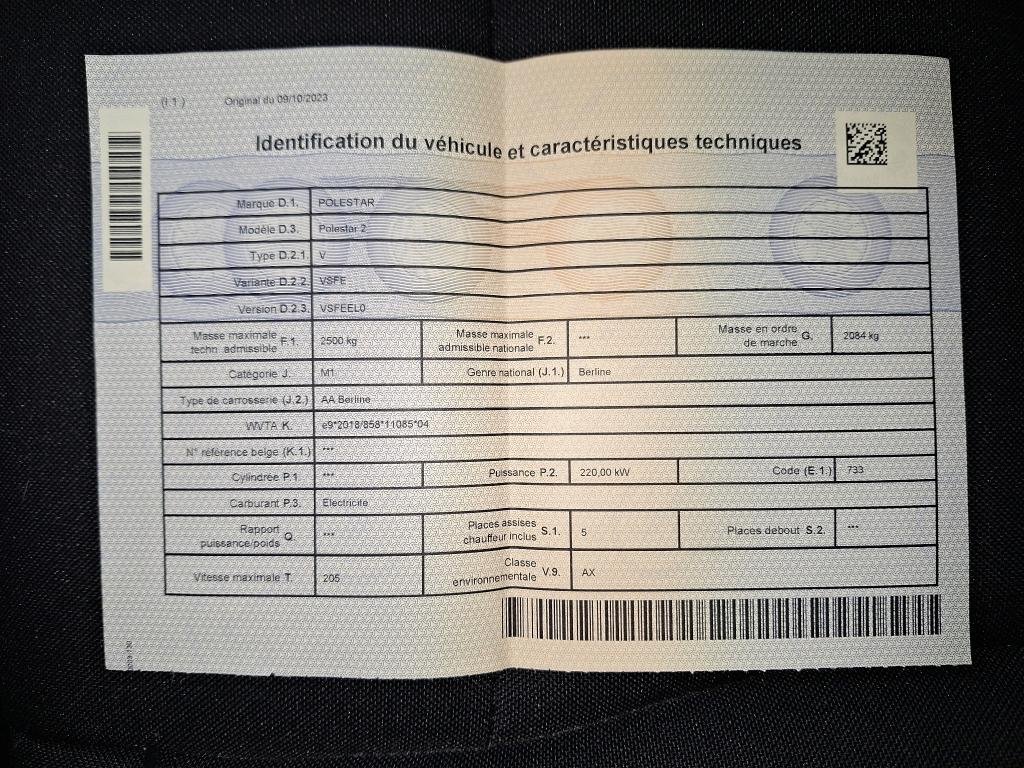 (I 1 ) Original du 09/10/2023
Identification du véhicule et caractéristiques techniques
Marque D.1. POLESTAR
Modèle D.3. Polestar 2
Type D.2.1. V
Variante D.2.2. VSFE
Version D.2.3. VSFEEL0
Masse maximale techn admissible F.1. 2500 kg Masse maximale admissible nationale F.2. *** Masse en ordre de marche G. 2084 kg
Catégorie J. M1 Genre national (J.1.) Berline
Type de carrosserie (J.2.) AA Berline
WVTA K. e9*2018/858*11085*04
N° référence belge (K.1.) ***
Cylindrée P.1. *** Puissance P.2. 220,00 kW Code (E.1.) 733
Carburant P.3. Electricité
Rapport puissance/poids Q. *** Places assises chauffeur inclus S.1. 5 Places debout S.2. ***
Vitesse maximale T. 205 Classe environnementale V.9. AX